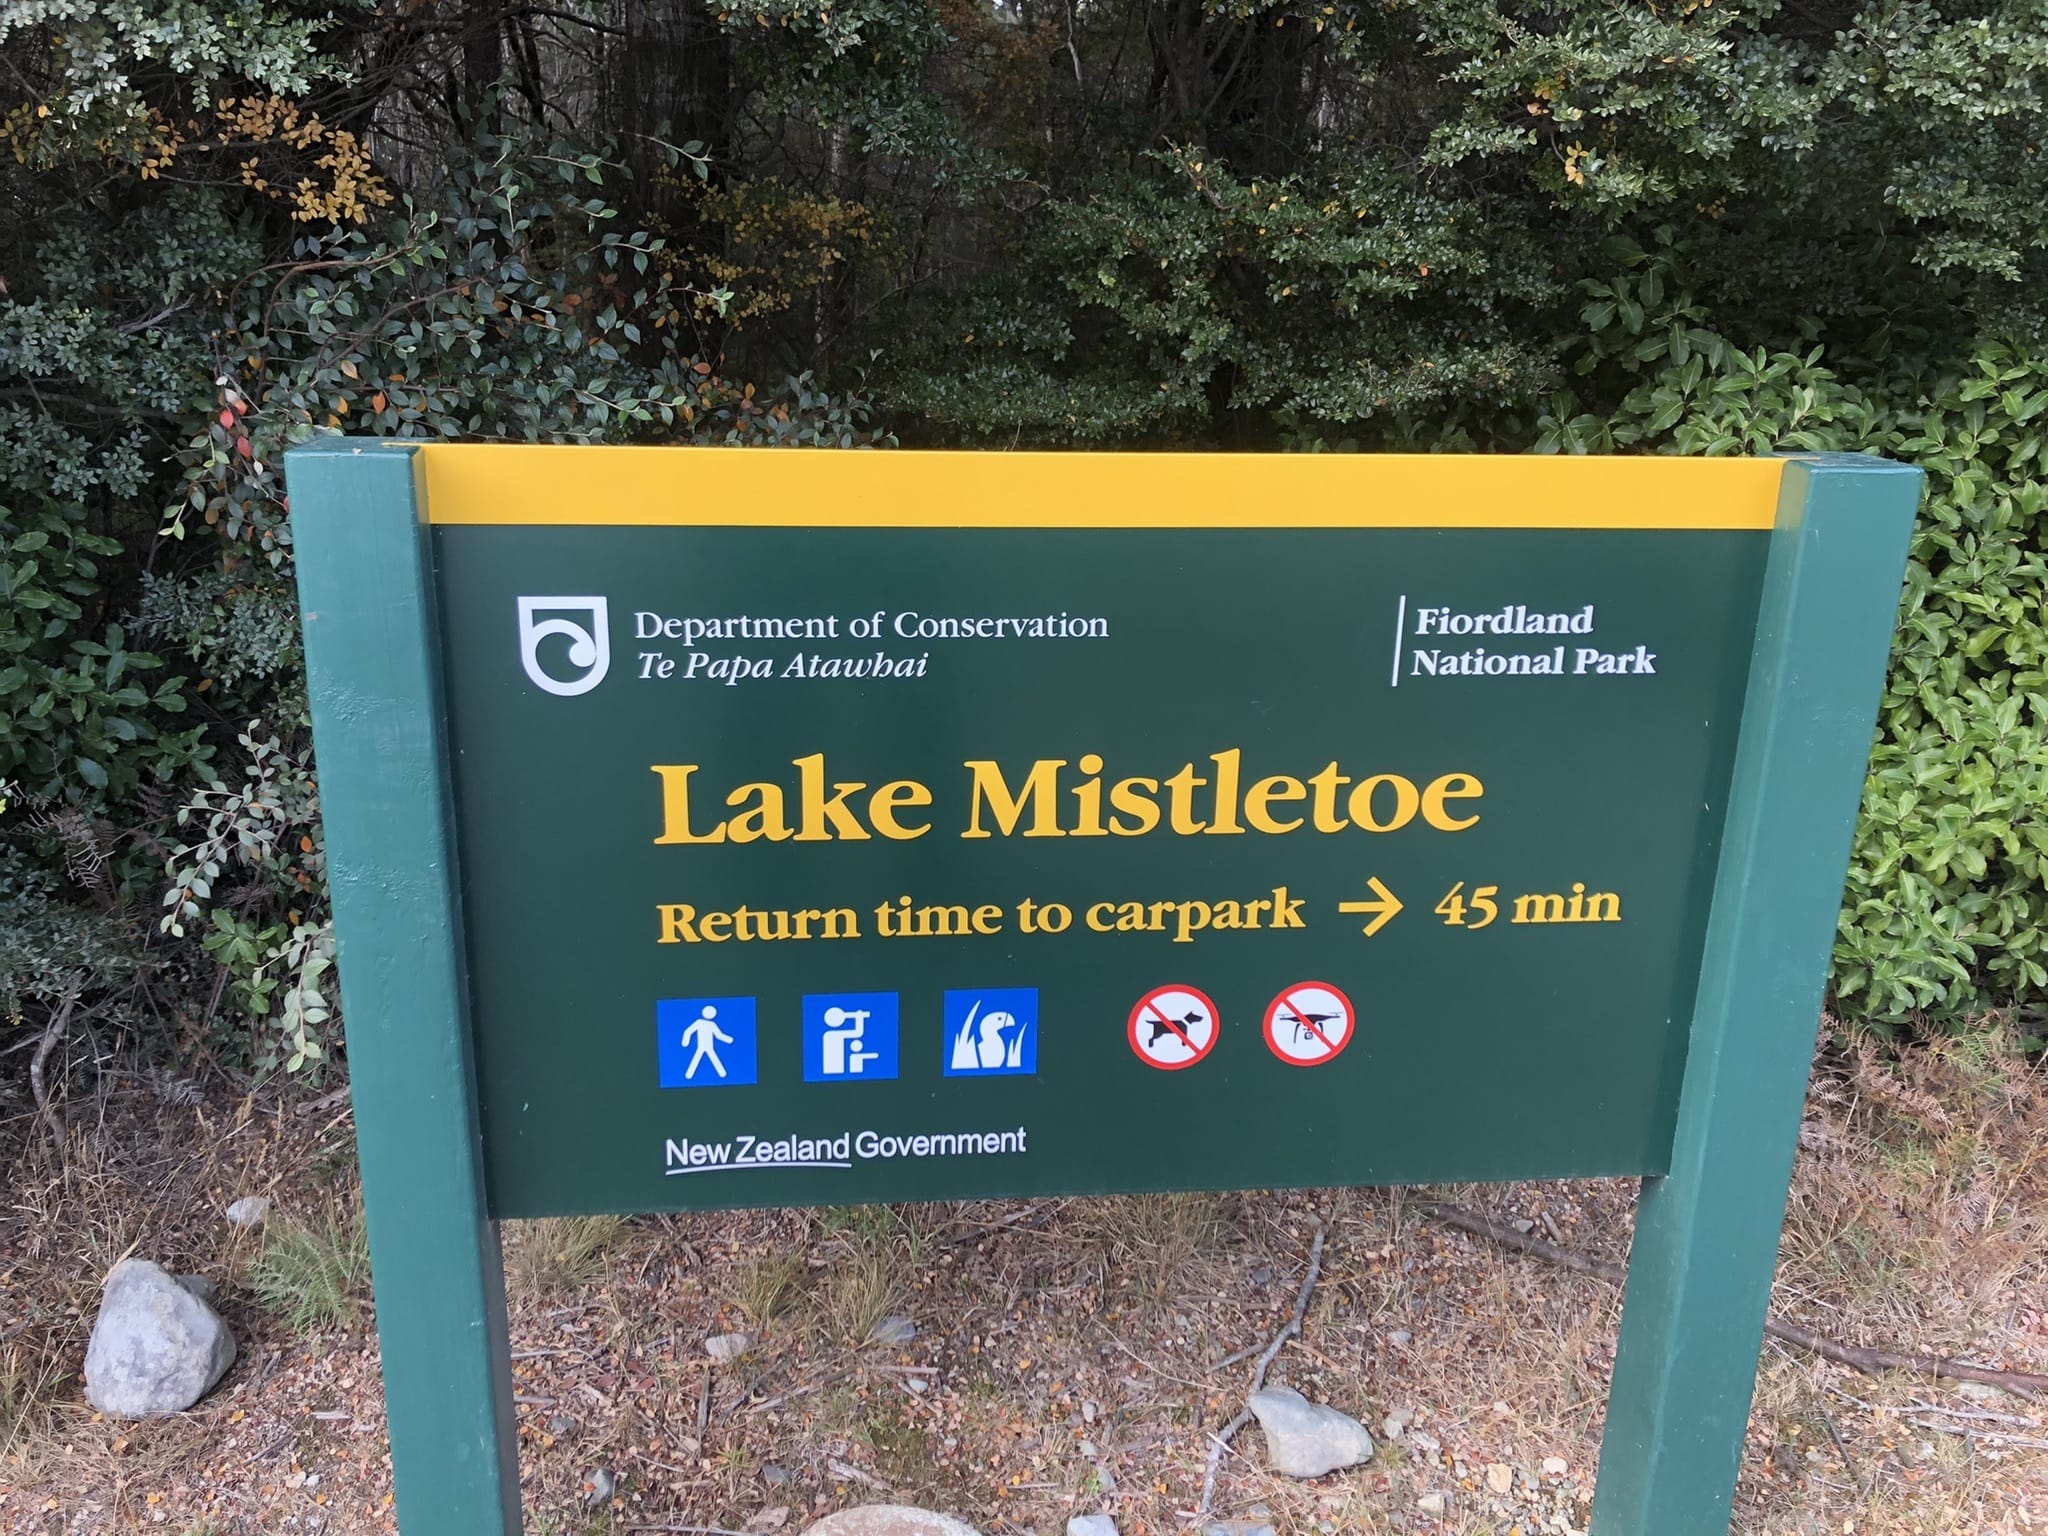 Department of Conservation
Te Papa Atawhai
Fiordland
National Park
Lake Mistletoe
Return time to carpark → 45 min
New Zealand Government